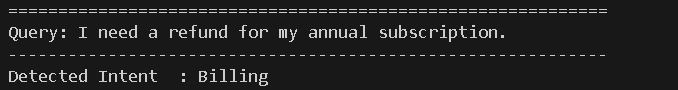 ============================================================
Query: I need a refund for my annual subscription.
------------------------------------------------------------
Detected Intent  : Billing